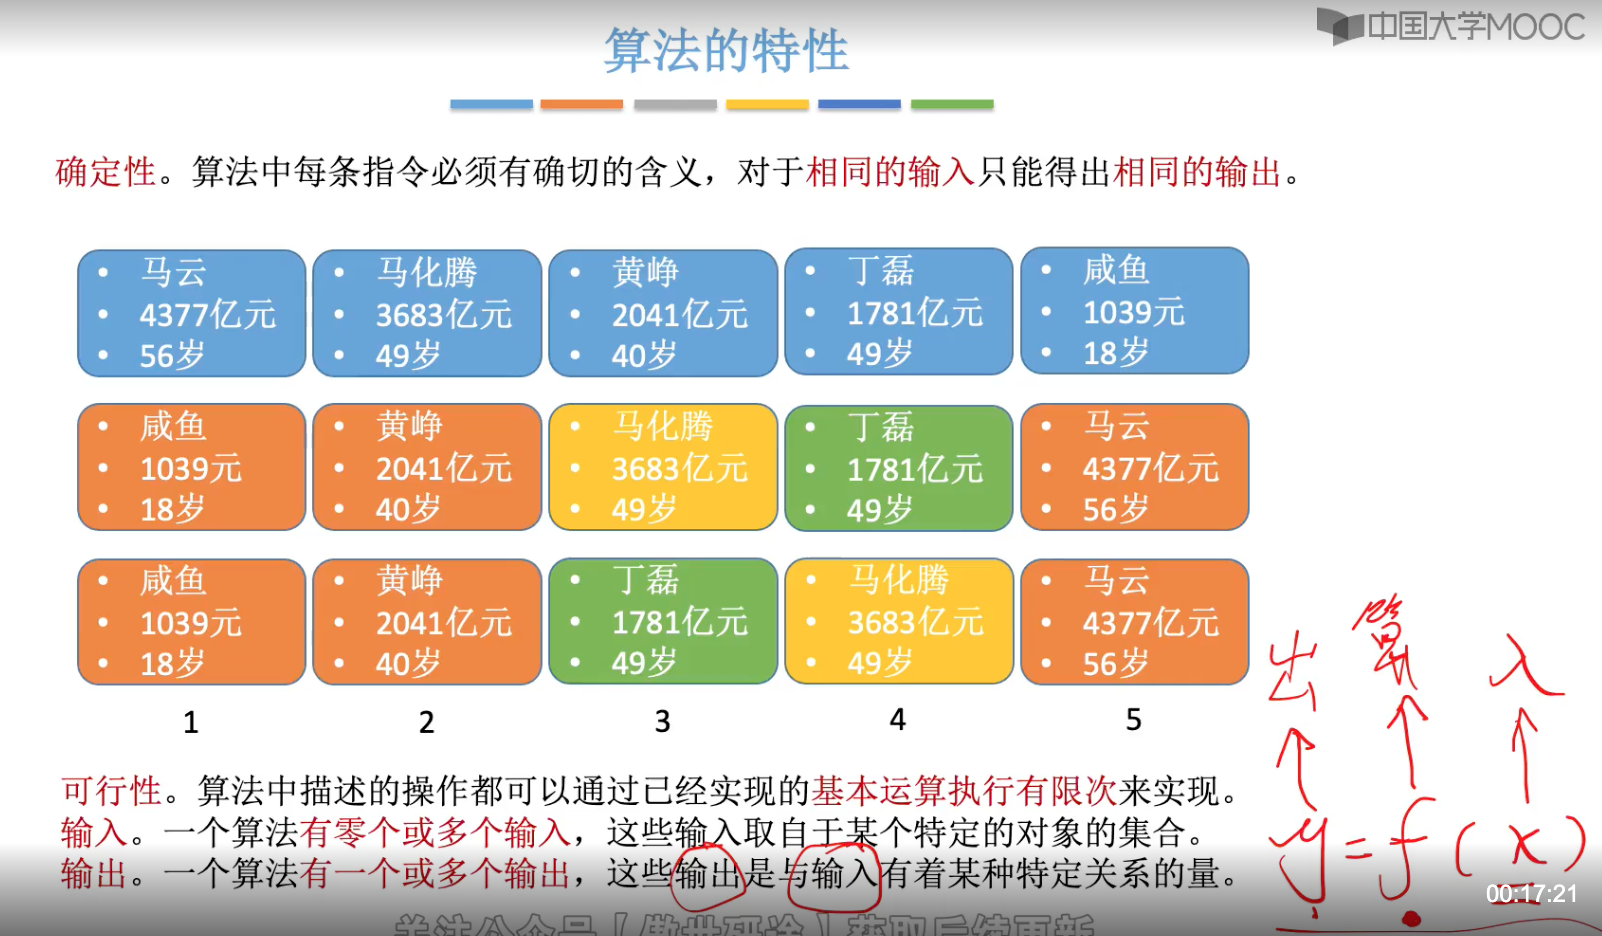 中国大学MOOC
算法的特性
确定性。算法中每条指令必须有确切的含义，对于相同的输入只能得出相同的输出。
• 马云
• 4377亿元
• 56岁
• 马化腾
• 3683亿元
• 49岁
• 黄峥
• 2041亿元
• 40岁
• 丁磊
• 1781亿元
• 49岁
• 咸鱼
• 1039元
• 18岁
• 咸鱼
• 1039元
• 18岁
• 黄峥
• 2041亿元
• 40岁
• 马化腾
• 3683亿元
• 49岁
• 丁磊
• 1781亿元
• 49岁
• 马云
• 4377亿元
• 56岁
• 咸鱼
• 1039元
• 18岁
• 黄峥
• 2041亿元
• 40岁
• 丁磊
• 1781亿元
• 49岁
• 马化腾
• 3683亿元
• 49岁
• 马云
• 4377亿元
• 56岁
1 2 3 4 5
可行性。算法中描述的操作都可以通过已经实现的基本运算执行有限次来实现。
输入。一个算法有零个或多个输入，这些输入取自于某个特定的对象的集合。
输出。一个算法有一个或多个输出，这些输出是与输入有着某种特定关系的量。
出 算 入
y=f(x)
00:17:21